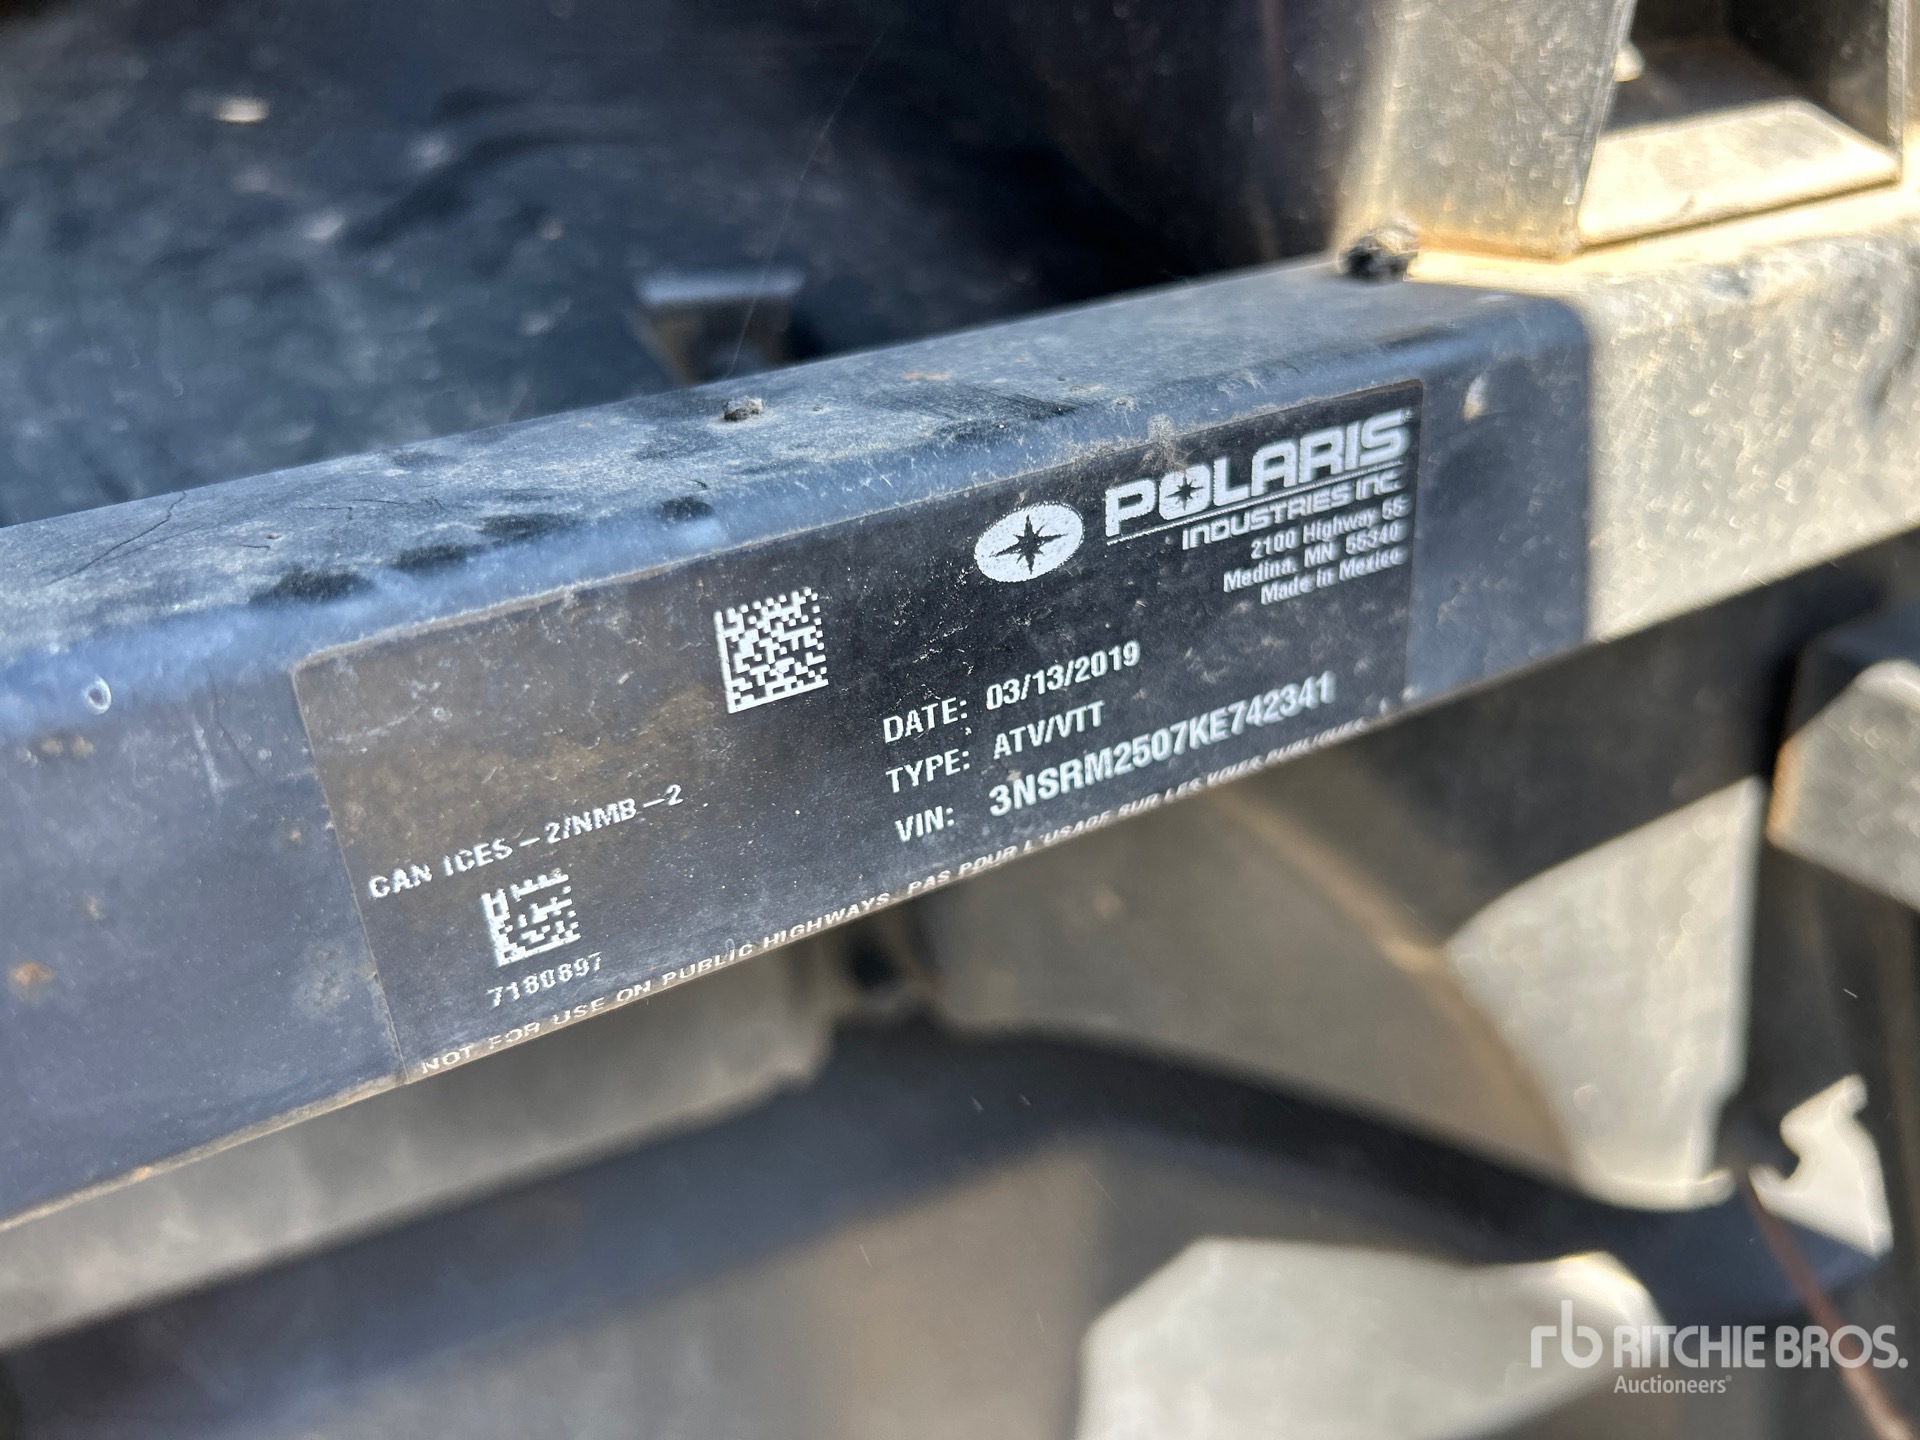 POLARIS
INDUSTRIES INC.
2100 Highway 55
Medina, MN 55340
Made in Mexico
DATE: 03/13/2019
TYPE: ATV/VTT
VIN: 3NSRM2507KE742341
CAN ICES-2/NMB-2
7180897
NOT FOR USE ON PUBLIC HIGHWAYS. PAS POUR L'USAGE SUR LES VOIES PUBLIQUES
rb RITCHIE BROS.
Auctioneers